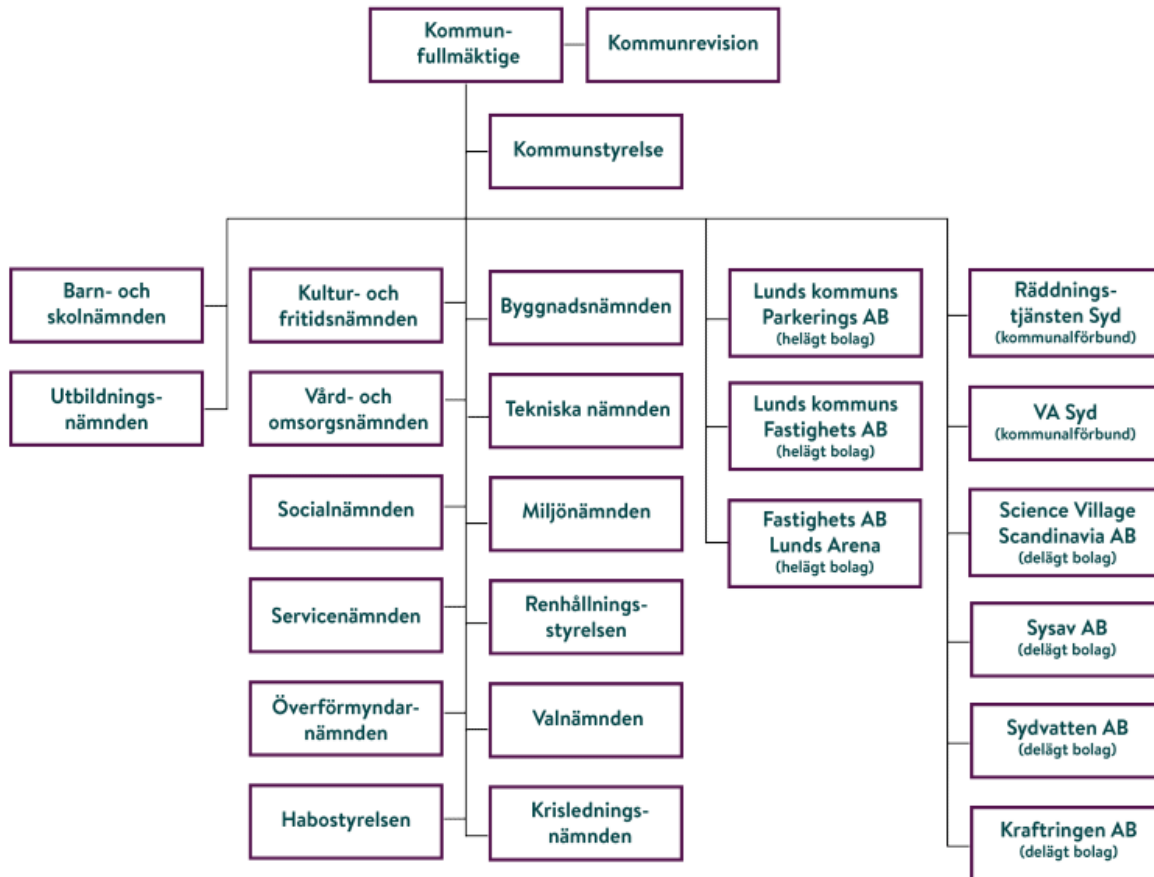 Kommun-
fullmäktige
Kommunrevision
Kommunstyrelse
Barn- och
skolnämnden
Utbildnings-
nämnden
Kultur- och
fritidsnämnden
Vård- och
omsorgsnämnden
Socialnämnden
Servicenämnden
Överförmyndar-
nämnden
Habostyrelsen
Byggnadsnämnden
Tekniska nämnden
Miljönämnden
Renhållnings-
styrelsen
Valnämnden
Krislednings-
nämnden
Lunds kommuns
Parkerings AB
(helägt bolag)
Lunds kommuns
Fastighets AB
(helägt bolag)
Fastighets AB
Lunds Arena
(helägt bolag)
Räddnings-
tjänsten Syd
(kommunalförbund)
VA Syd
(kommunalförbund)
Science Village
Scandinavia AB
(delägt bolag)
Sysav AB
(delägt bolag)
Sydvatten AB
(delägt bolag)
Kraftringen AB
(delägt bolag)